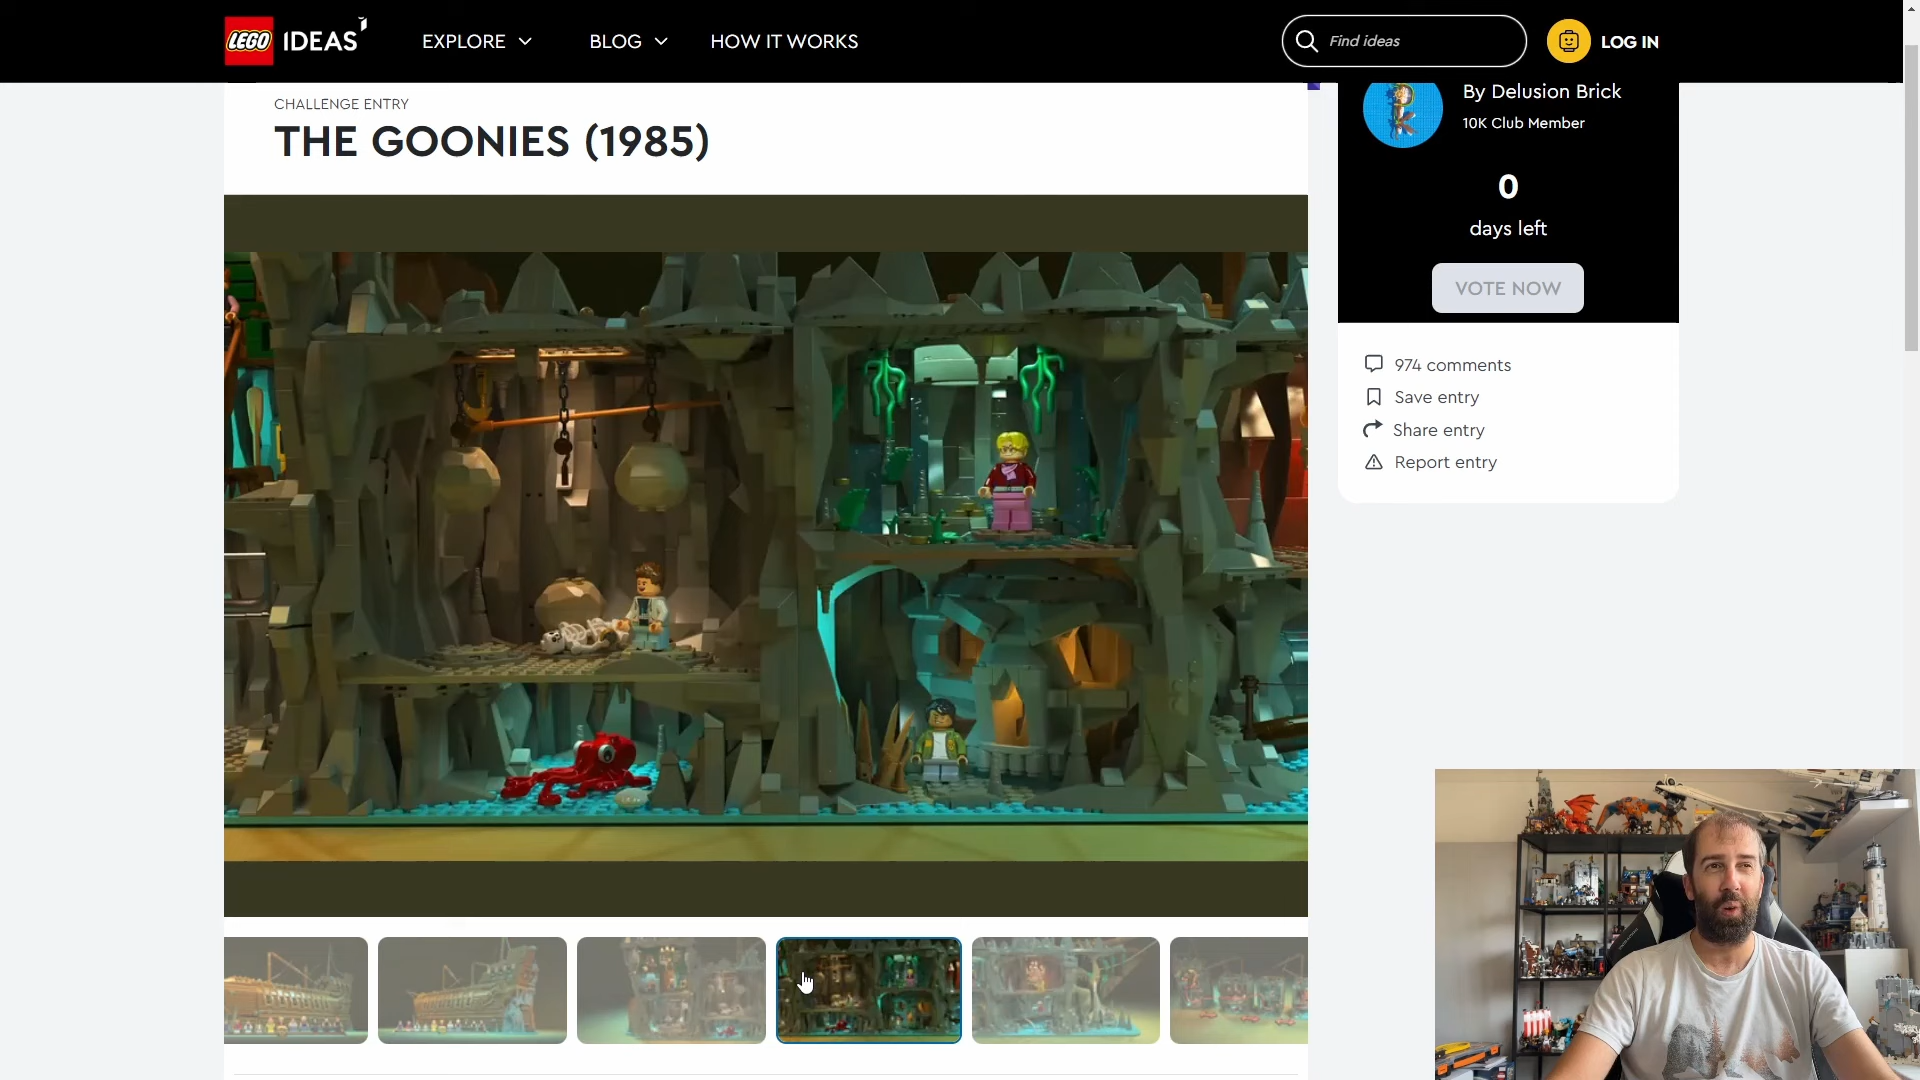 LEGO IDEAS
EXPLORE
BLOG
HOW IT WORKS
Find ideas
LOG IN
CHALLENGE ENTRY
THE GOONIES (1985)
By Delusion Brick
10K Club Member
0
days left
VOTE NOW
974 comments
Save entry
Share entry
Report entry